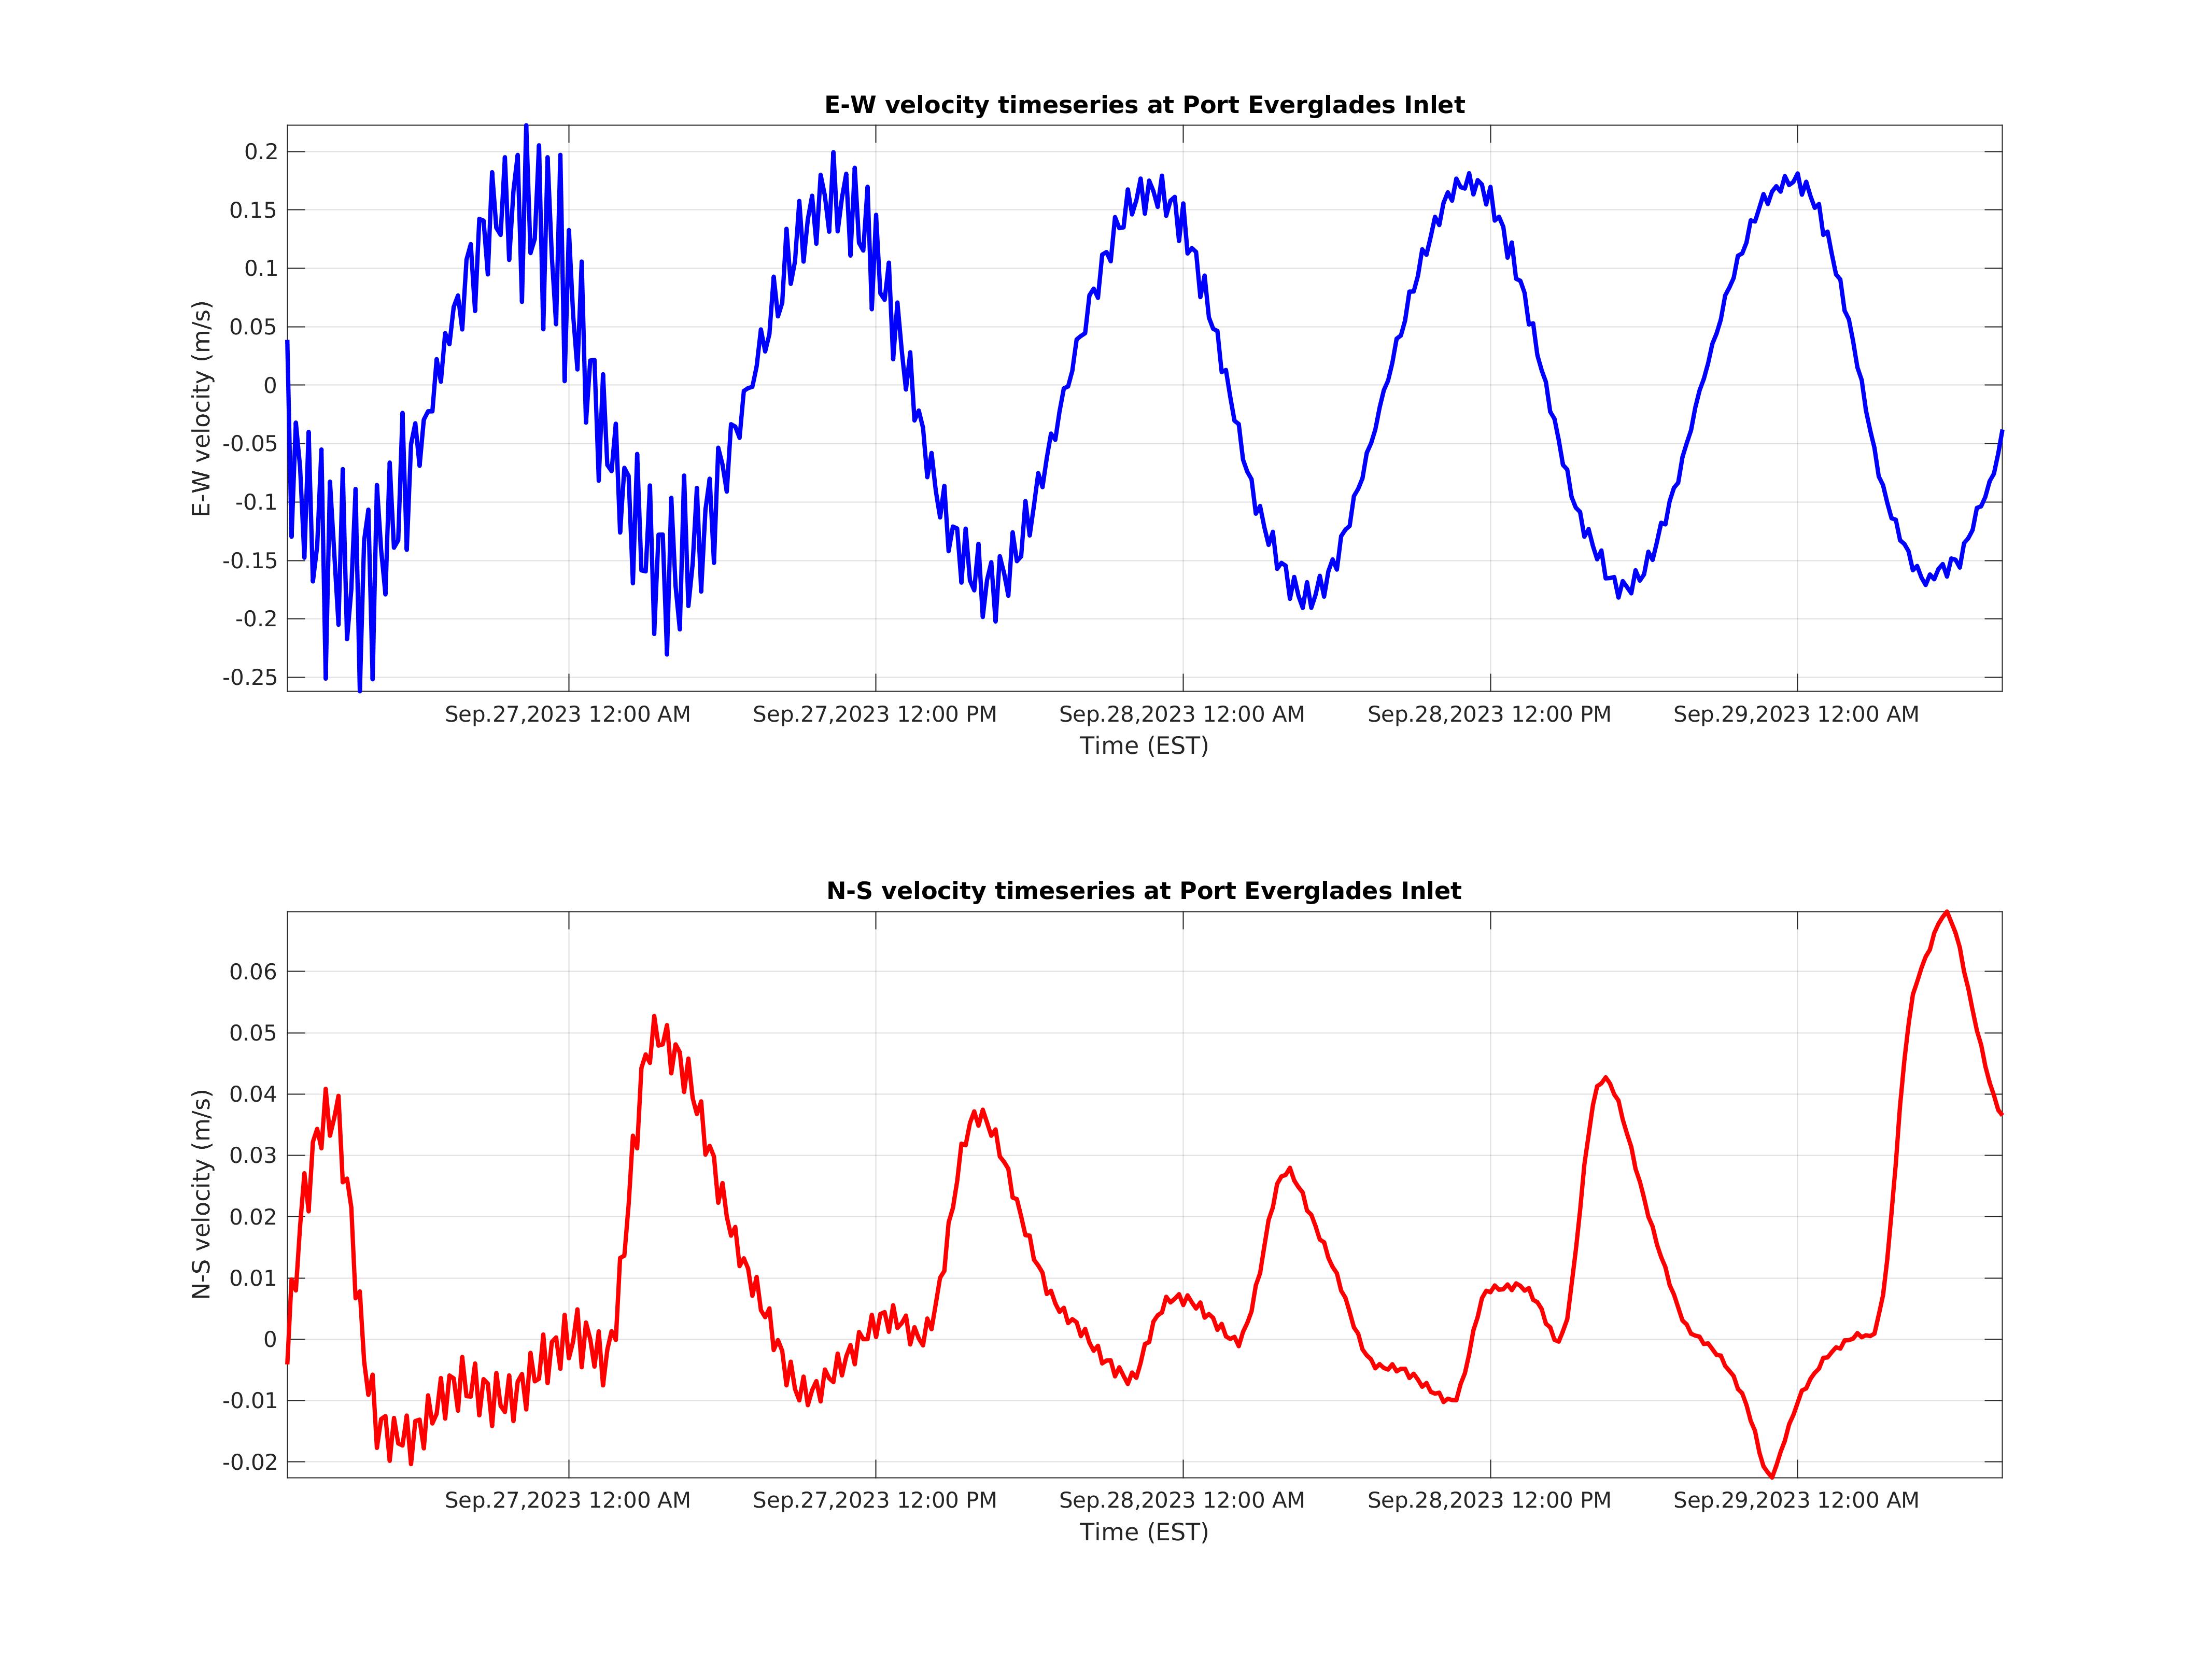 E-W velocity timeseries at Port Everglades Inlet
E-W velocity (m/s)
0.2
0.15
0.1
0.05
0
-0.05
-0.1
-0.15
-0.2
-0.25
Sep.27,2023 12:00 AM
Sep.27,2023 12:00 PM
Sep.28,2023 12:00 AM
Sep.28,2023 12:00 PM
Sep.29,2023 12:00 AM
Time (EST)
N-S velocity timeseries at Port Everglades Inlet
N-S velocity (m/s)
0.06
0.05
0.04
0.03
0.02
0.01
0
-0.01
-0.02
Sep.27,2023 12:00 AM
Sep.27,2023 12:00 PM
Sep.28,2023 12:00 AM
Sep.28,2023 12:00 PM
Sep.29,2023 12:00 AM
Time (EST)